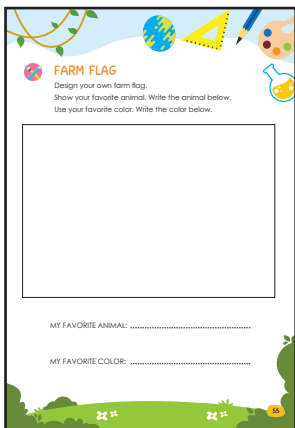 FARM FLAG
Design your own farm flag.
Show your favorite animal. Write the animal below.
Use your favorite color. Write the color below.
MY FAVORITE ANIMAL: ................................................
MY FAVORITE COLOR: ................................................
55